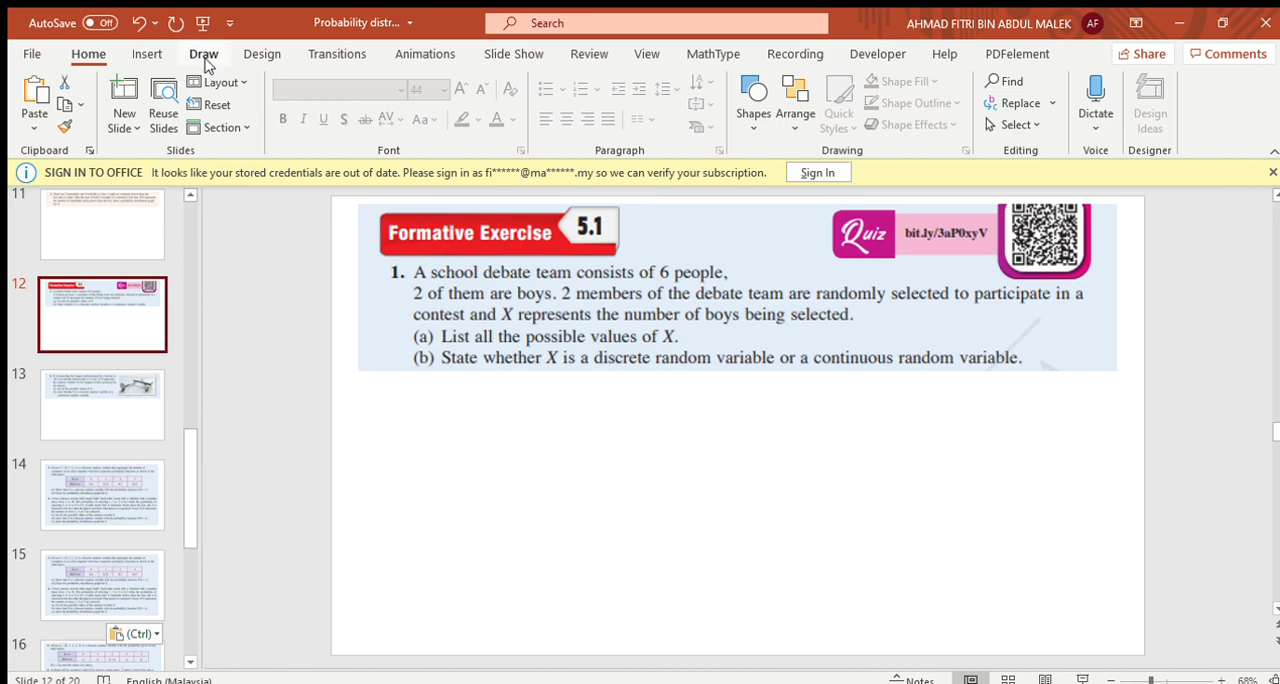 AutoSave Off Probability distr... Search AHMAD FITRI BIN ABDUL MALEK AF
File Home Insert Draw Design Transitions Animations Slide Show Review View MathType Recording Developer Help PDFelement Share Comments
Paste New Slide Reuse Slides Layout Reset Section 44 Shapes Arrange Quick Styles Shape Fill Shape Outline Shape Effects Find Replace Select Dictate Design Ideas
Clipboard Slides Font Paragraph Drawing Editing Voice Designer
SIGN IN TO OFFICE It looks like your stored credentials are out of date. Please sign in as fi******@ma******.my so we can verify your subscription. Sign In
11
12
13
14
15
16
(Ctrl)
Formative Exercise 5.1 Quiz bit.ly/3aP0xyV
1. A school debate team consists of 6 people,
2 of them are boys. 2 members of the debate team are randomly selected to participate in a
contest and X represents the number of boys being selected.
(a) List all the possible values of X.
(b) State whether X is a discrete random variable or a continuous random variable.
Slide 12 of 20 English (Malaysia) Notes 68%